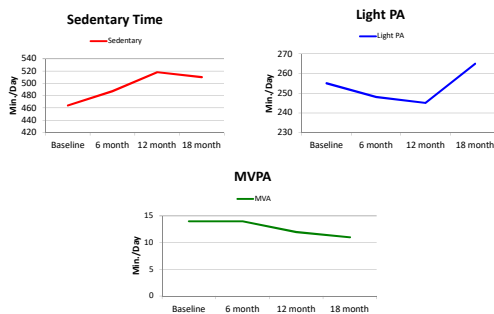 Sedentary Time
Sedentary
Min./Day
540
520
500
480
460
440
420
Baseline 6 month 12 month 18 month
Light PA
Light PA
Min./Day
270
260
250
240
230
Baseline 6 month 12 month 18 month
MVPA
MVA
Min./Day
15
10
5
0
Baseline 6 month 12 month 18 month